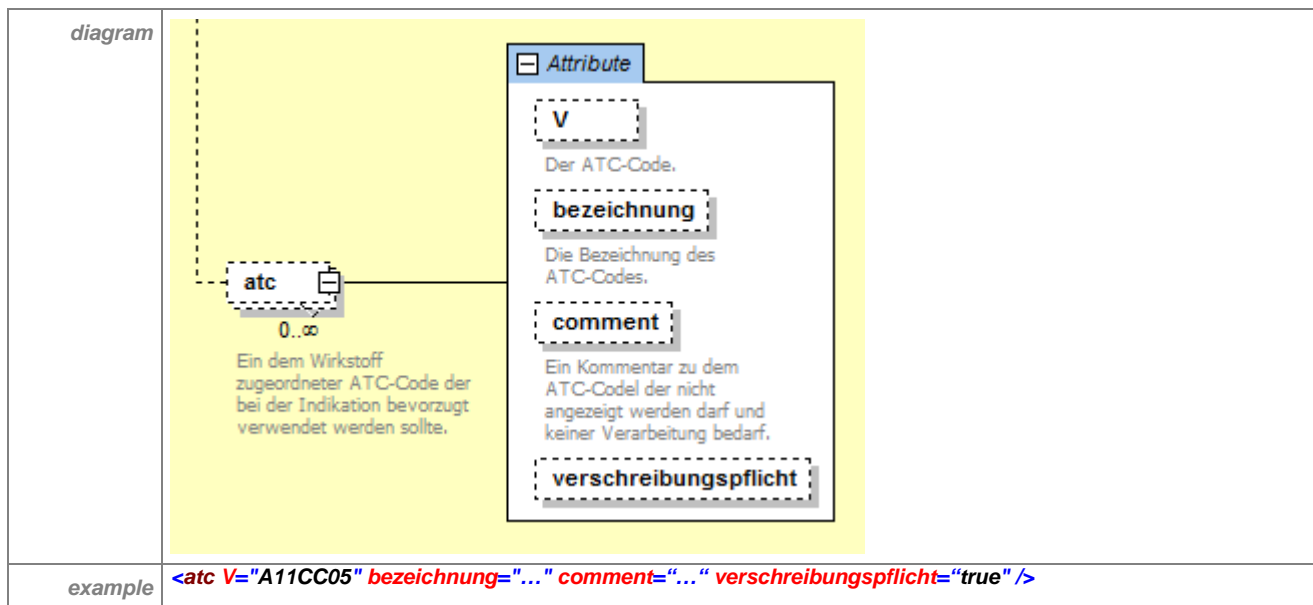 diagram
Attribute
V
Der ATC-Code.
bezeichnung
Die Bezeichnung des
ATC-Codes.
atc
0..∞
Ein dem Wirkstoff
zugeordneter ATC-Code der
bei der Indikation bevorzugt
verwendet werden sollte.
comment
Ein Kommentar zu dem
ATC-Codel der nicht
angezeigt werden darf und
keiner Verarbeitung bedarf.
verschreibungspflicht
example
<atc V="A11CC05" bezeichnung="…" comment=“…“ verschreibungspflicht=“true" />